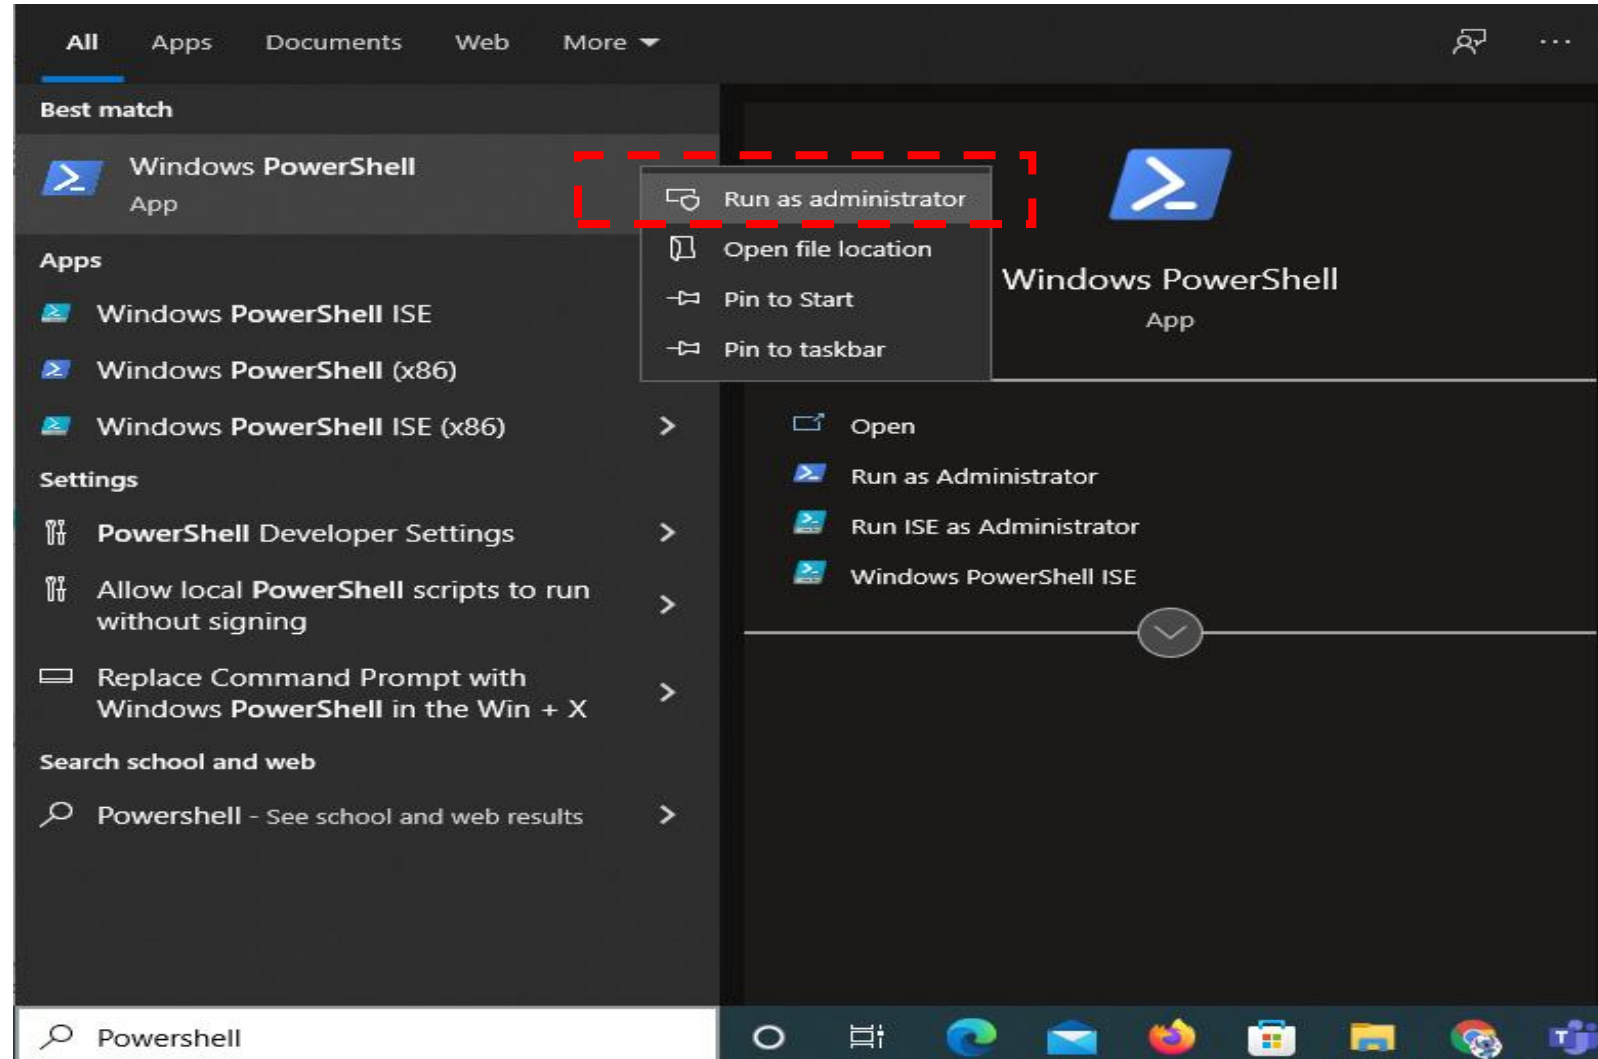 All Apps Documents Web More
Best match
Windows PowerShell
App
Run as administrator
Open file location
Pin to Start
Pin to taskbar
Apps
Windows PowerShell ISE
Windows PowerShell (x86)
Windows PowerShell ISE (x86)
Settings
PowerShell Developer Settings
Allow local PowerShell scripts to run
without signing
Replace Command Prompt with
Windows PowerShell in the Win + X
Search school and web
Powershell - See school and web results
Windows PowerShell
App
Open
Run as Administrator
Run ISE as Administrator
Windows PowerShell ISE
Powershell